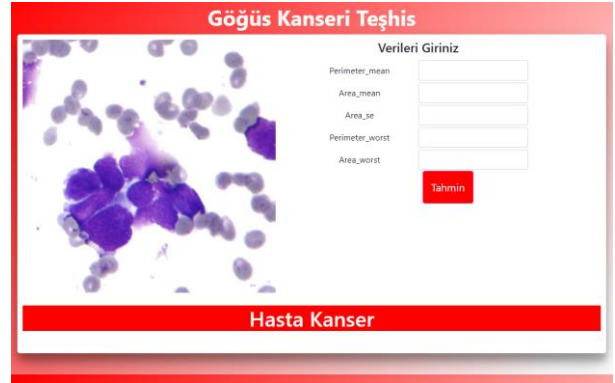 Göğüs Kanseri Teşhis
Verileri Giriniz
Perimeter_mean
Area_mean
Area_se
Perimeter_worst
Area_worst
Tahmin
Hasta Kanser